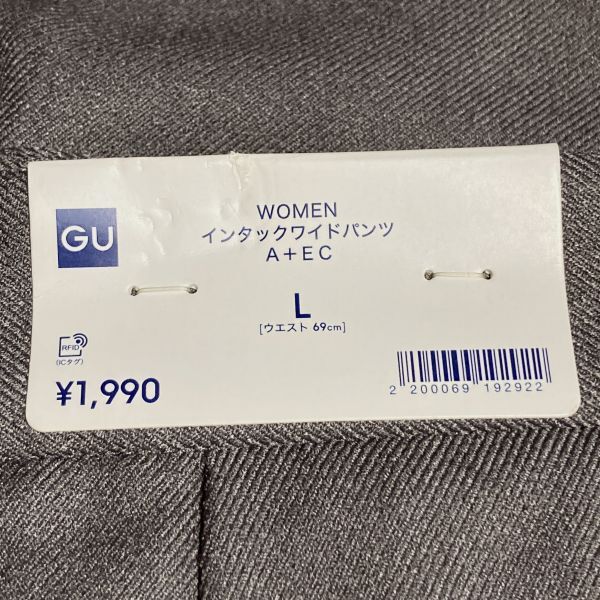 GU
WOMEN
インタックワイドパンツ
A+EC
L
[ウエスト 69cm]
RFID
(ICタグ)
¥1,990
2 200069 192922